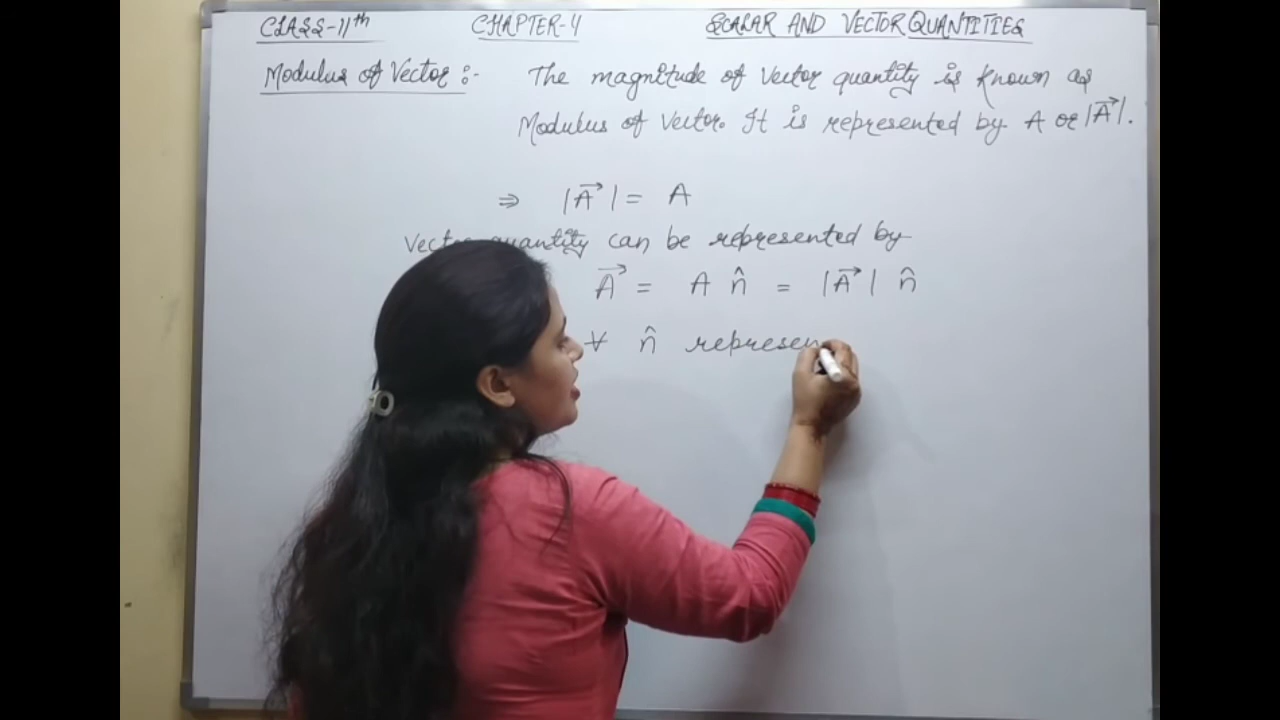 CLASS-11th CHAPTER-4 SCALAR AND VECTOR QUANTITIES
Modulus of Vector :- The magnitude of vector quantity is known as
Modulus of vector. It is represented by A or |A⃗|.
⇒ |A⃗| = A
Vector quantity can be represented by
A⃗ = A n̂ = |A⃗| n̂
∀ n̂ represen